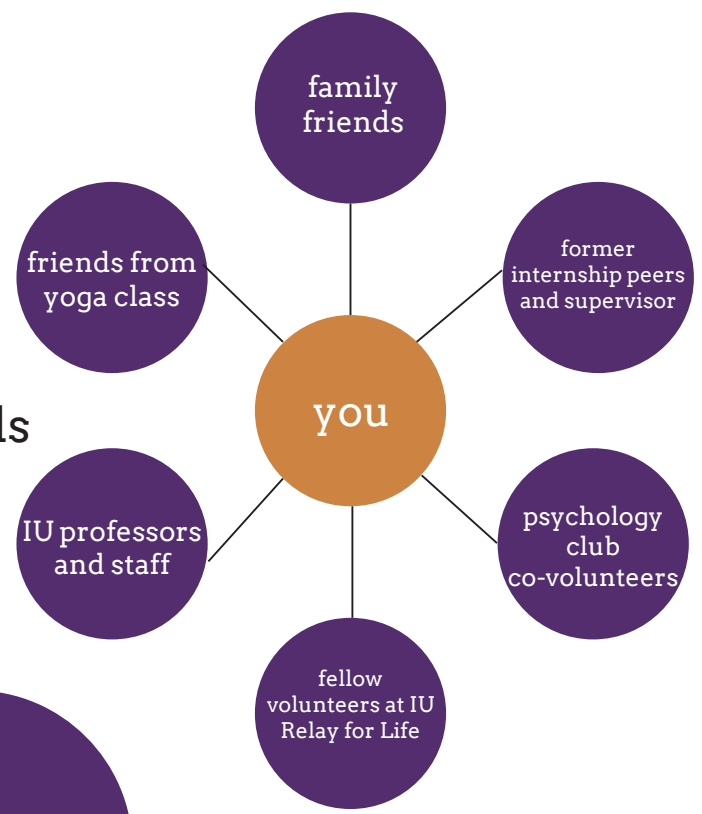 family
friends
friends from
yoga class
former
internship peers
and supervisor
you
ls
IU professors
and staff
psychology
club
co-volunteers
fellow
volunteers at IU
Relay for Life